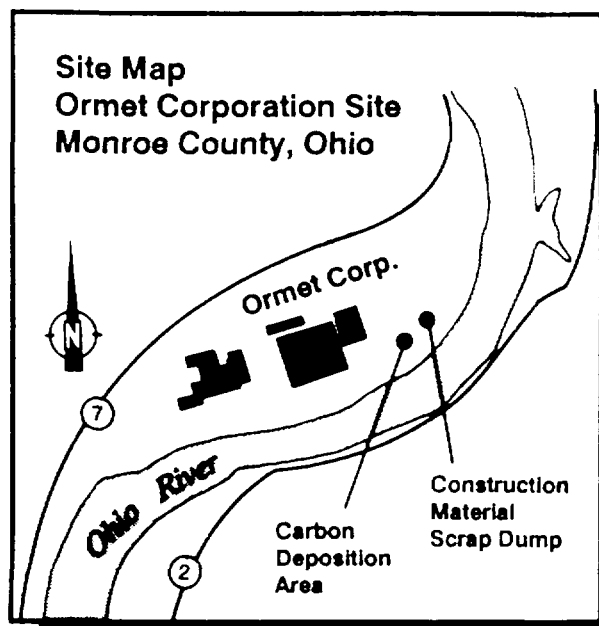 Site Map
Ormet Corporation Site
Monroe County, Ohio
Ormet Corp.
N
7
Ohio River
2
Carbon
Deposition
Area
Construction
Material
Scrap Dump